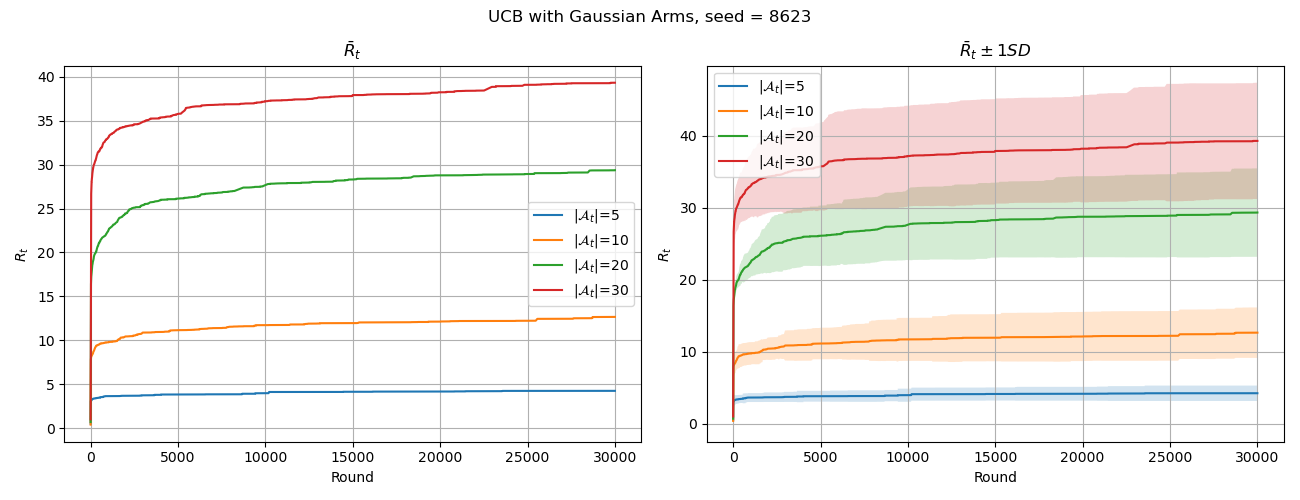 UCB with Gaussian Arms, seed = 8623
R̄ₜ
40
35
30
25
20
15
10
5
0
Rₜ
|𝒜ₜ|=5
|𝒜ₜ|=10
|𝒜ₜ|=20
|𝒜ₜ|=30
0 5000 10000 15000 20000 25000 30000
Round
R̄ₜ ± 1SD
|𝒜ₜ|=5
|𝒜ₜ|=10
|𝒜ₜ|=20
|𝒜ₜ|=30
40
30
20
10
0
Rₜ
0 5000 10000 15000 20000 25000 30000
Round